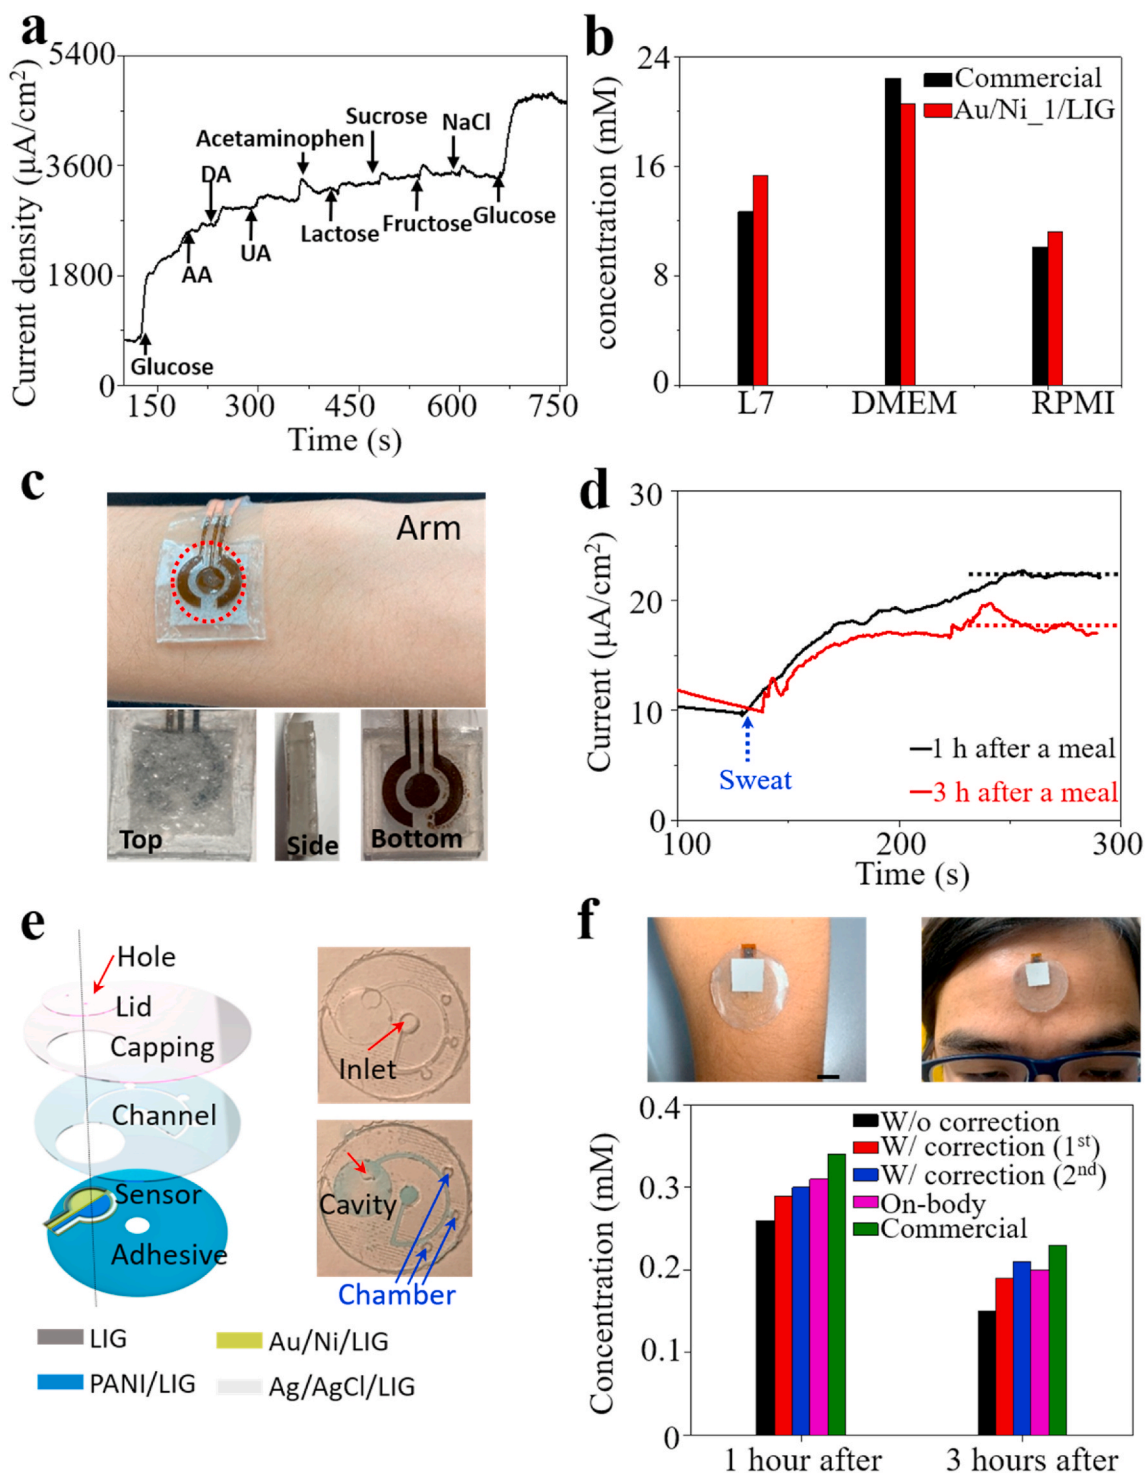 a
Current density (µA/cm²)
5400
3600
1800
0
Acetaminophen
Sucrose
NaCl
DA
AA
UA
Lactose
Fructose
Glucose
Glucose
150
300
450
600
750
Time (s)
b
concentration (mM)
24
16
8
0
Commercial
Au/Ni_1/LIG
L7
DMEM
RPMI
c
Arm
Top
Side
Bottom
d
Current (µA/cm²)
30
20
10
0
Sweat
1 h after a meal
3 h after a meal
100
200
300
Time (s)
e
Hole
Lid
Capping
Channel
Sensor
Adhesive
Inlet
Cavity
Chamber
LIG
Au/Ni/LIG
PANI/LIG
Ag/AgCl/LIG
f
Concentration (mM)
0.4
0.3
0.2
0.1
0
W/o correction
W/ correction (1st)
W/ correction (2nd)
On-body
Commercial
1 hour after
3 hours after